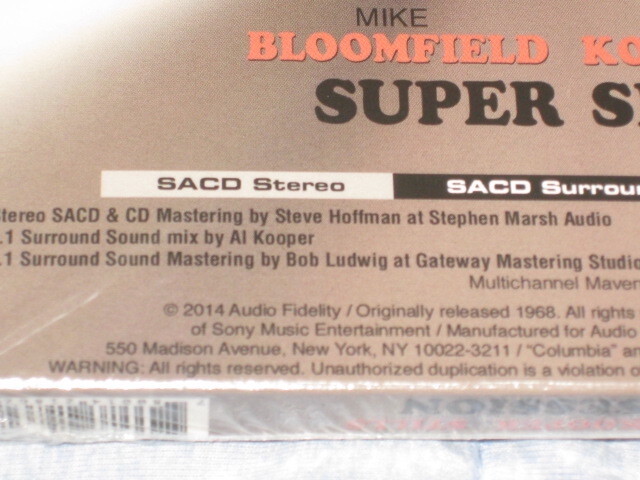 MIKE
BLOOMFIELD KO
SUPER SE
SACD Stereo SACD Surroun
Stereo SACD & CD Mastering by Steve Hoffman at Stephen Marsh Audio
.1 Surround Sound mix by Al Kooper
.1 Surround Sound Mastering by Bob Ludwig at Gateway Mastering Studio
Multichannel Maven
© 2014 Audio Fidelity / Originally released 1968. All rights
of Sony Music Entertainment / Manufactured for Audio
550 Madison Avenue, New York, NY 10022-3211 / "Columbia" an
WARNING: All rights reserved. Unauthorized duplication is a violation o